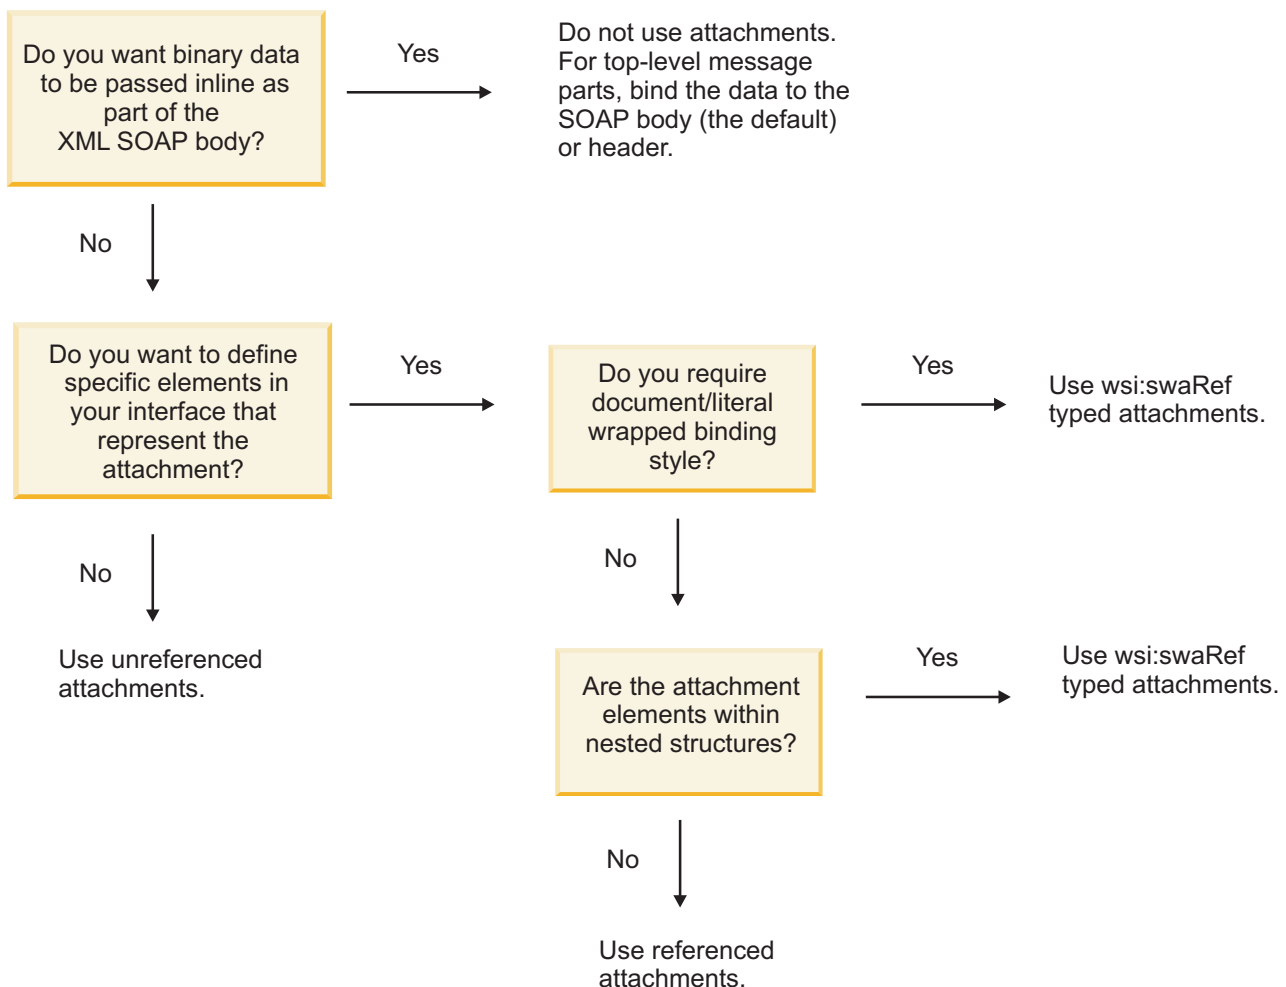 Do you want binary data
to be passed inline as
part of the
XML SOAP body?
Yes
Do not use attachments.
For top-level message
parts, bind the data to the
SOAP body (the default)
or header.
No
Do you want to define
specific elements in
your interface that
represent the
attachment?
Yes
Do you require
document/literal
wrapped binding
style?
Yes
Use wsi:swaRef
typed attachments.
No
Use unreferenced
attachments.
No
Are the attachment
elements within
nested structures?
Yes
Use wsi:swaRef
typed attachments.
No
Use referenced
attachments.